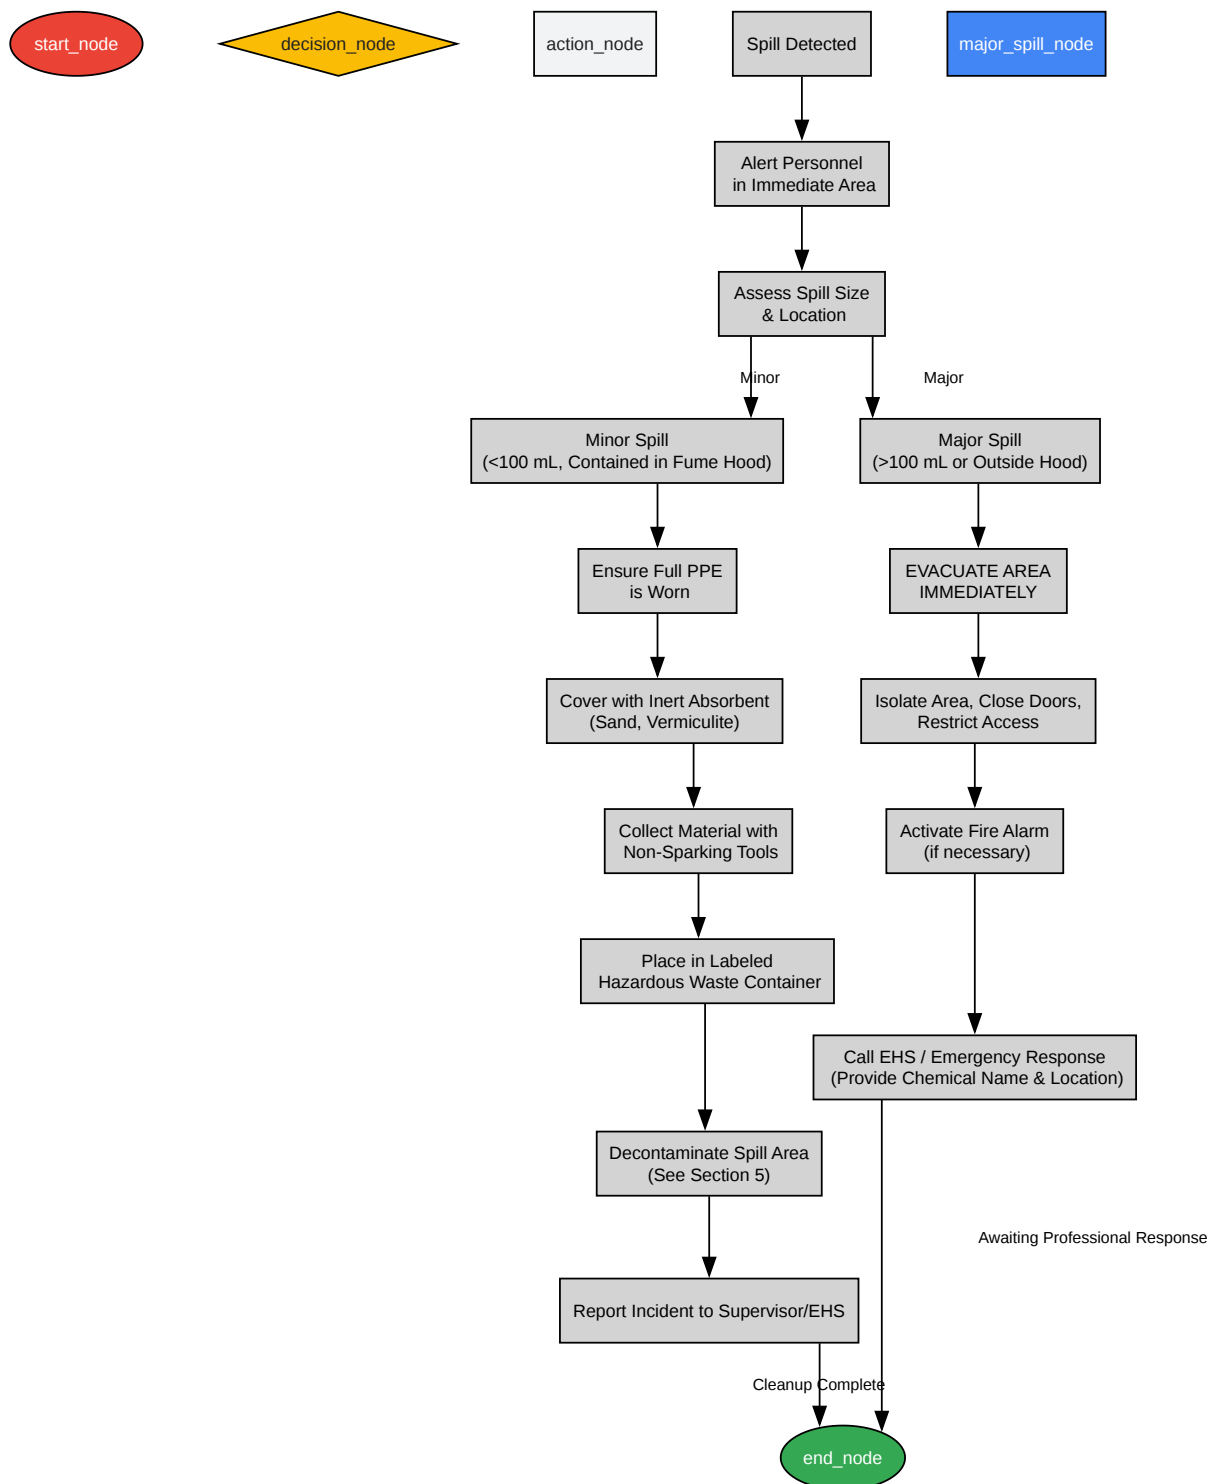 start_node
decision_node
action_node
Spill Detected
major_spill_node
Alert Personnel
in Immediate Area
Assess Spill Size
& Location
Minor
Major
Minor Spill
(<100 mL, Contained in Fume Hood)
Major Spill
(>100 mL or Outside Hood)
Ensure Full PPE
is Worn
EVACUATE AREA
IMMEDIATELY
Cover with Inert Absorbent
(Sand, Vermiculite)
Isolate Area, Close Doors,
Restrict Access
Collect Material with
Non-Sparking Tools
Activate Fire Alarm
(if necessary)
Place in Labeled
Hazardous Waste Container
Call EHS / Emergency Response
(Provide Chemical Name & Location)
Decontaminate Spill Area
(See Section 5)
Awaiting Professional Response
Report Incident to Supervisor/EHS
Cleanup Complete
end_node